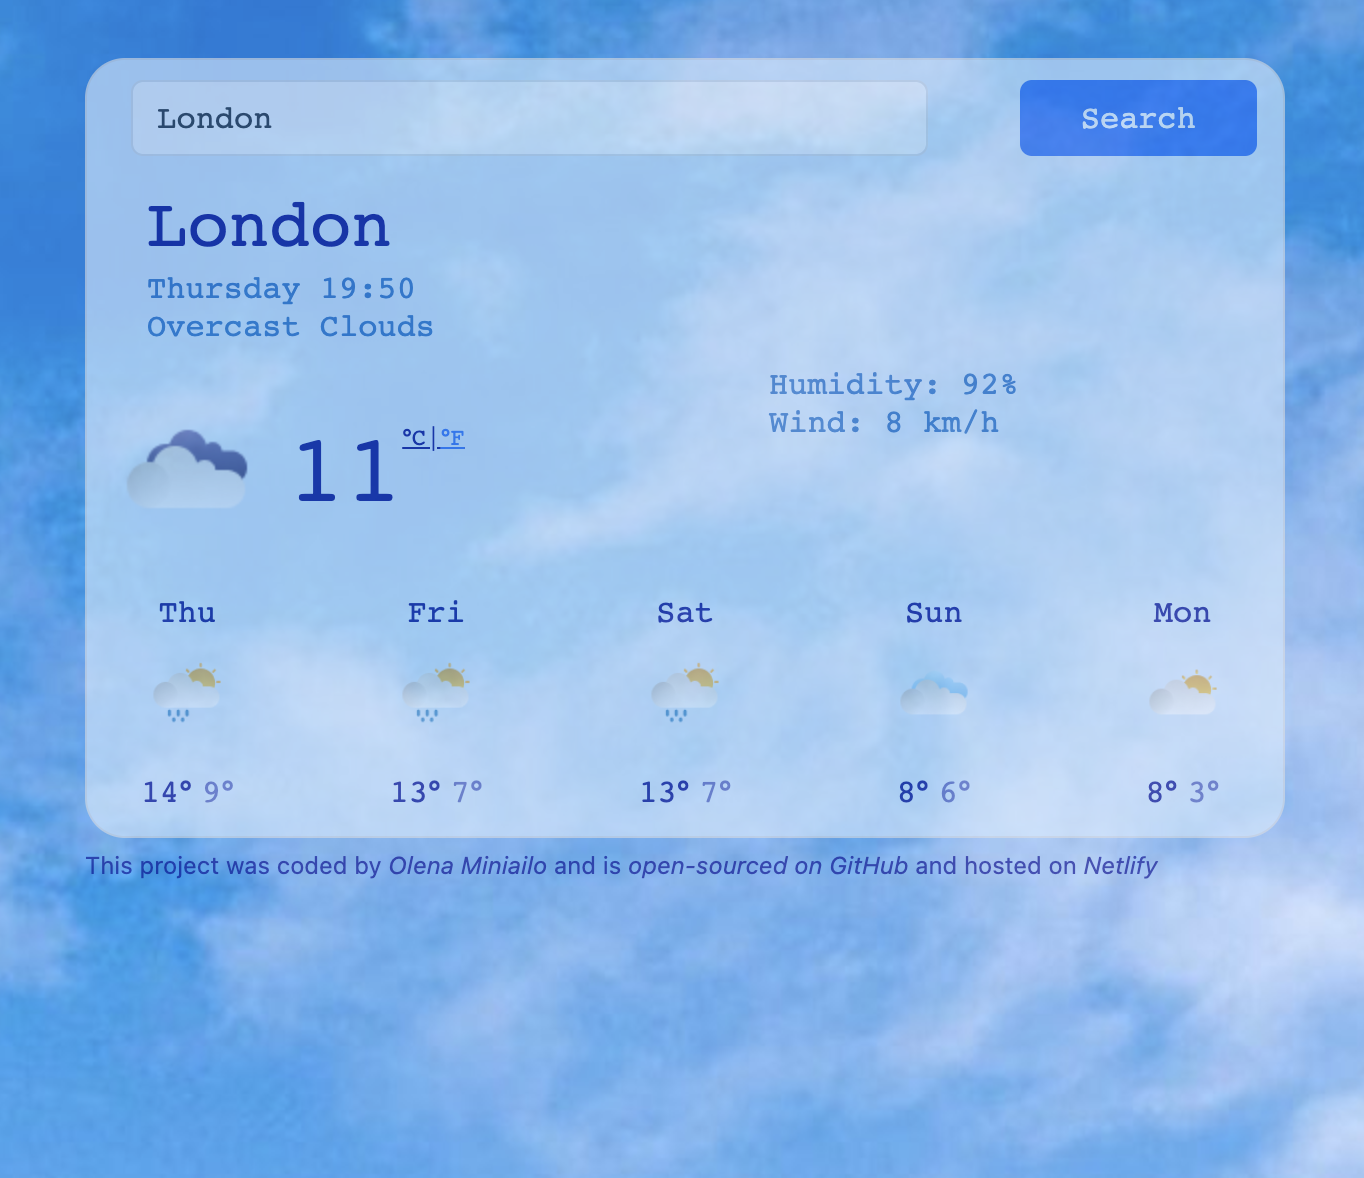 London
Search
London
Thursday 19:50
Overcast Clouds
Humidity: 92%
Wind: 8 km/h
11 °C|°F
Thu Fri Sat Sun Mon
14° 9° 13° 7° 13° 7° 8° 6° 8° 3°
This project was coded by Olena Miniailo and is open-sourced on GitHub and hosted on Netlify